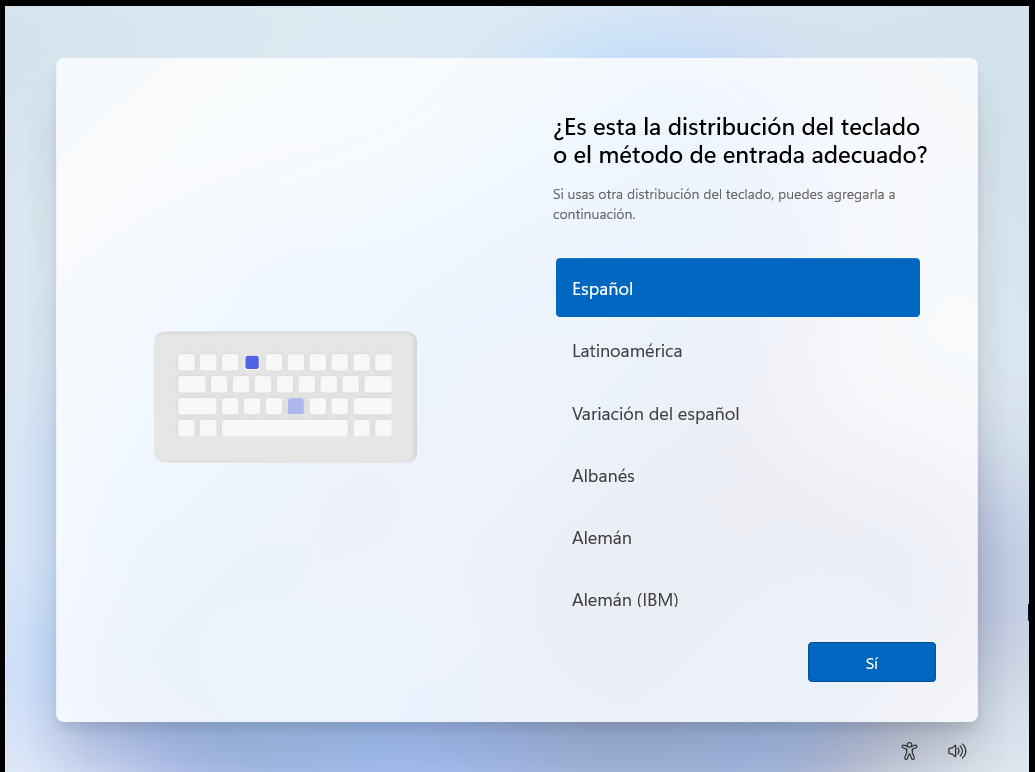 ¿Es esta la distribución del teclado
o el método de entrada adecuado?
Si usas otra distribución del teclado, puedes agregarla a
continuación.
Español
Latinoamérica
Variación del español
Albanés
Alemán
Alemán (IBM)
Sí